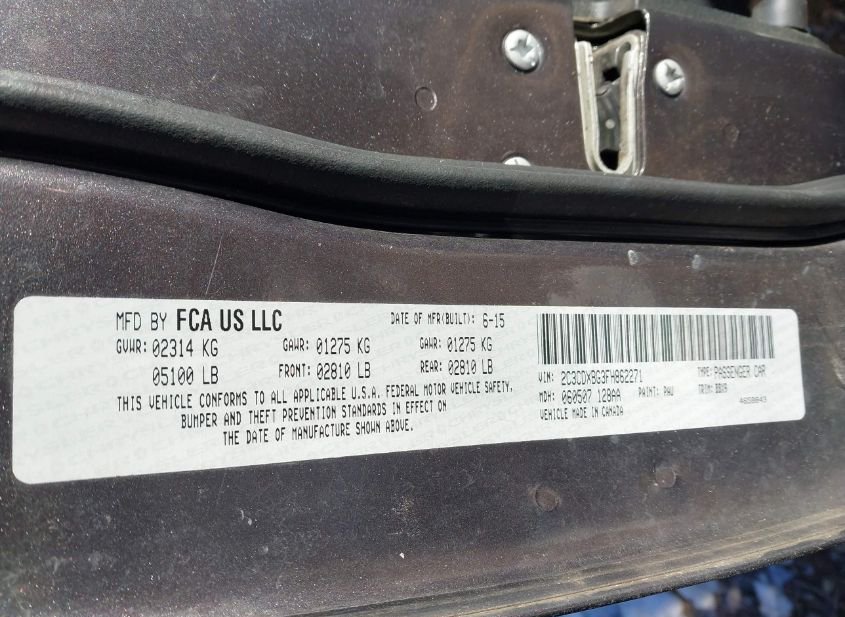 MFD BY FCA US LLC
DATE OF MFR(BUILT): 6-15
GVWR: 02314 KG
GAWR: 01275 KG
GAWR: 01275 KG
05100 LB
FRONT: 02810 LB
REAR: 02810 LB
THIS VEHICLE CONFORMS TO ALL APPLICABLE U.S.A. FEDERAL MOTOR VEHICLE SAFETY,
BUMPER AND THEFT PREVENTION STANDARDS IN EFFECT ON
THE DATE OF MANUFACTURE SHOWN ABOVE.
VIN: 2C3CDXBG3FH862271
TYPE: PASSENGER CAR
MDH: 060507 128AA
PAINT: PAU
TRIM: BBX9
VEHICLE MADE IN CANADA
4658643